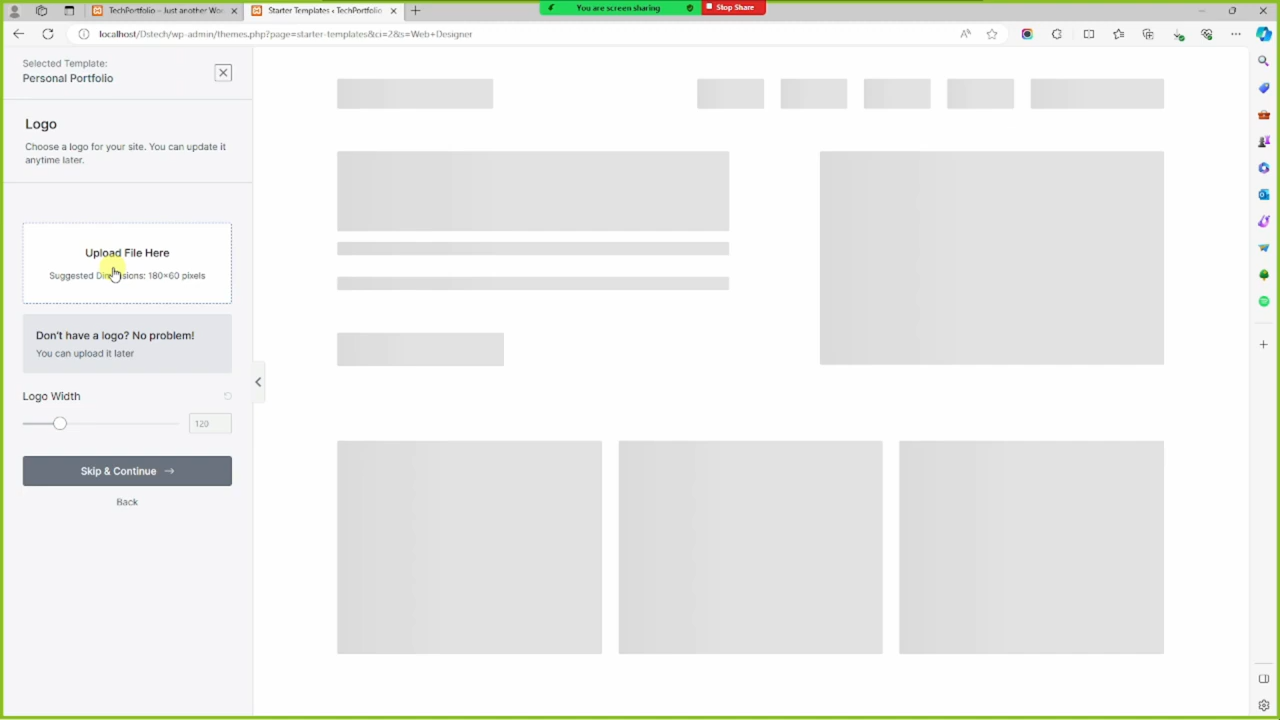 TechPortfolio – Just another Wor
Starter Templates ‹ TechPortfolio
You are screen sharing
Stop Share
localhost/Dstech/wp-admin/themes.php?page=starter-templates&ci=2&s=Web+Designer
Selected Template:
Personal Portfolio
Logo
Choose a logo for your site. You can update it
anytime later.
Upload File Here
Suggested Dimensions: 180×60 pixels
Don't have a logo? No problem!
You can upload it later
Logo Width
120
Skip & Continue →
Back